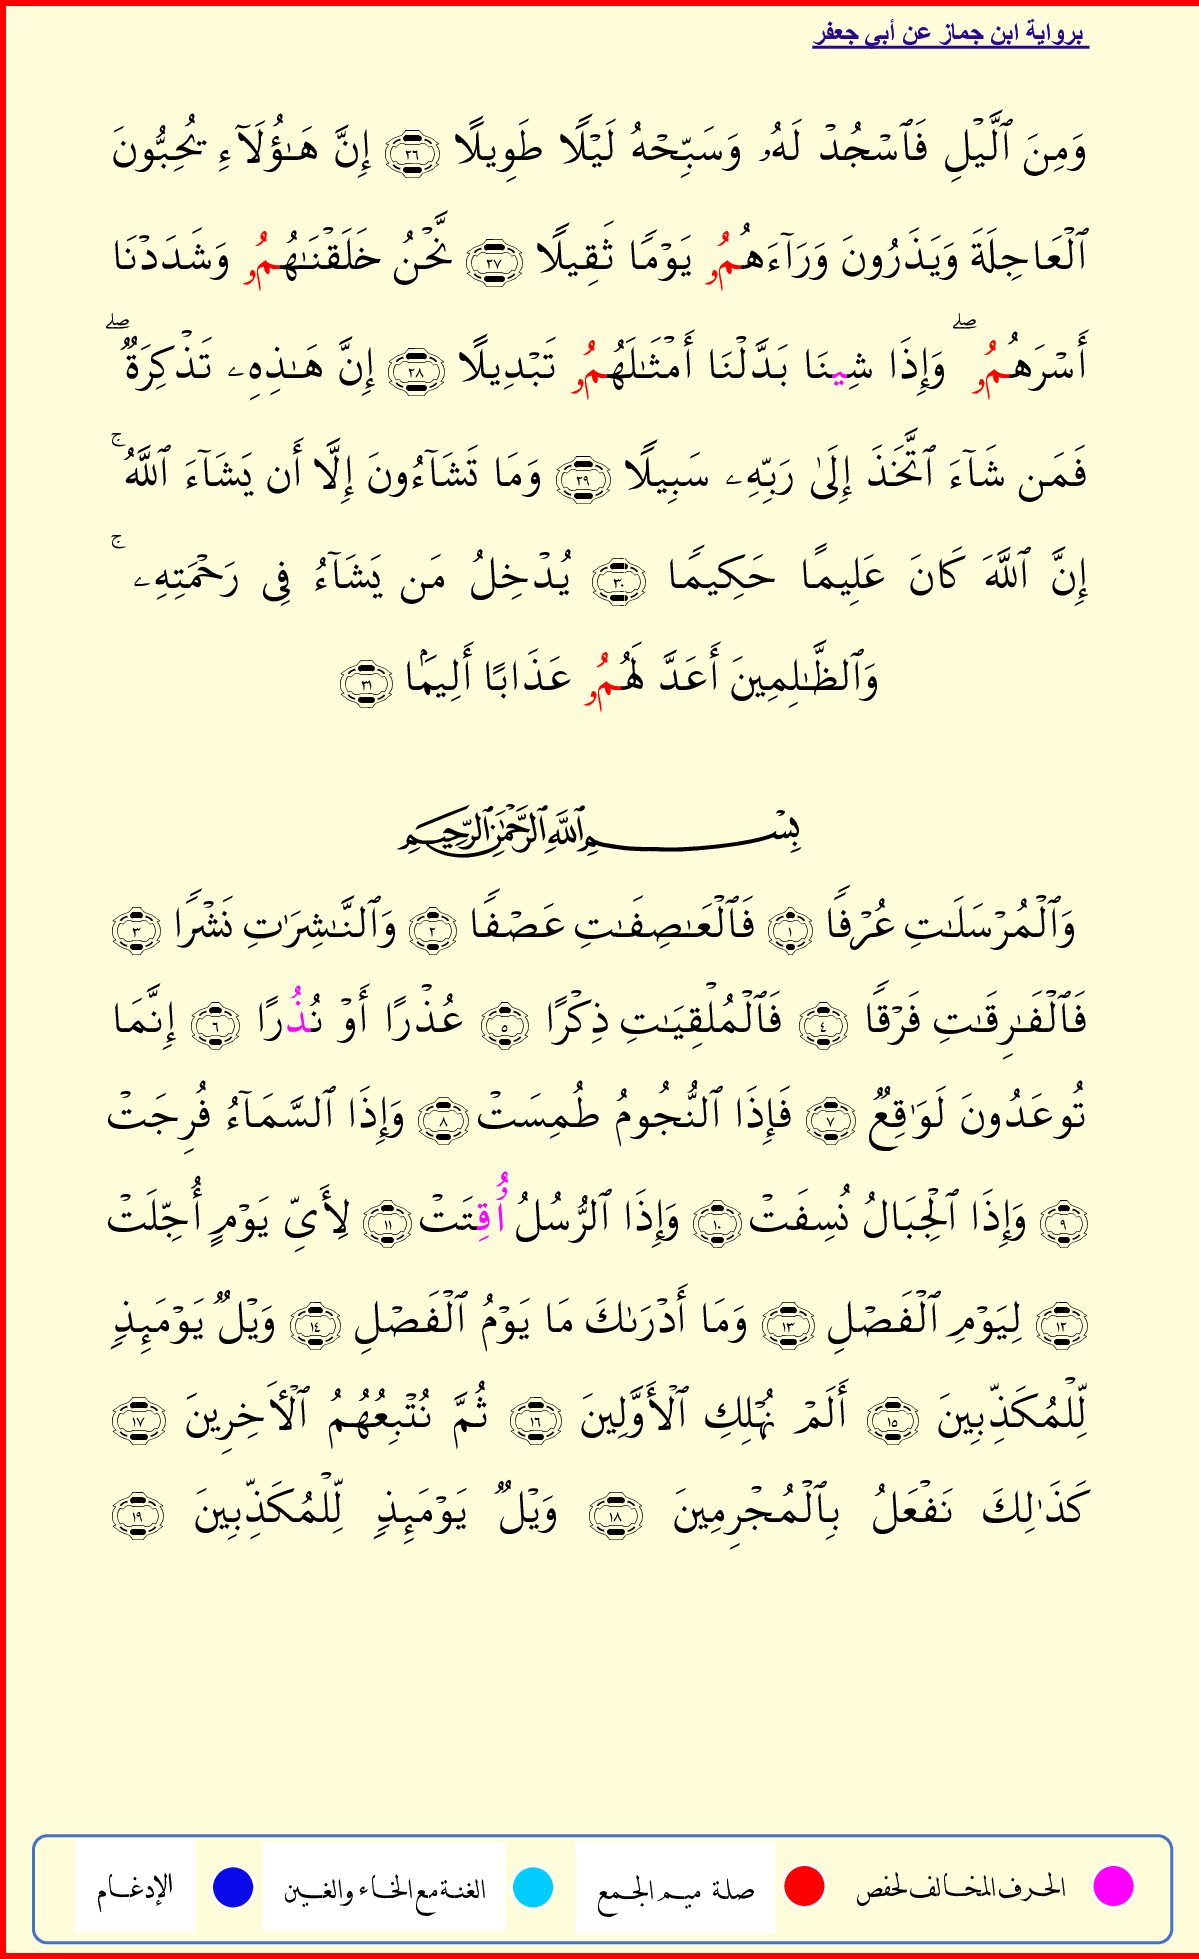 برواية ابن جماز عن أبي جعفر
وَمِنَ ٱلَّيۡلِ فَٱسۡجُدۡ لَهُۥ وَسَبِّحۡهُ لَيۡلًا طَوِيلًا ٢٦ إِنَّ هَـٰٓؤُلَآءِ يُحِبُّونَ
ٱلۡعَاجِلَةَ وَيَذَرُونَ وَرَآءَهُمُۥ يَوۡمًا ثَقِيلًا ٢٧ نَّحۡنُ خَلَقۡنَـٰهُمُۥ وَشَدَدۡنَا
أَسۡرَهُمُۥۖ وَإِذَا شِينَا بَدَّلۡنَا أَمۡثَـٰلَهُمُۥ تَبۡدِيلًا ٢٨ إِنَّ هَـٰذِهِۦ تَذۡكِرَةٌۖ
فَمَن شَآءَ ٱتَّخَذَ إِلَىٰ رَبِّهِۦ سَبِيلًا ٢٩ وَمَا تَشَآءُونَ إِلَّا أَن يَشَآءَ ٱللَّهُۚ
إِنَّ ٱللَّهَ كَانَ عَلِيمًا حَكِيمًا ٣٠ يُدۡخِلُ مَن يَشَآءُ فِى رَحۡمَتِهِۦۚ
وَٱلظَّـٰلِمِينَ أَعَدَّ لَهُمُۥ عَذَابًا أَلِيمَۢا ٣١
بِسۡمِ ٱللَّهِ ٱلرَّحۡمَـٰنِ ٱلرَّحِيمِ
وَٱلۡمُرۡسَلَـٰتِ عُرۡفًا ١ فَٱلۡعَـٰصِفَـٰتِ عَصۡفًا ٢ وَٱلنَّـٰشِرَٰتِ نَشۡرًا ٣
فَٱلۡفَـٰرِقَـٰتِ فَرۡقًا ٤ فَٱلۡمُلۡقِيَـٰتِ ذِكۡرًا ٥ عُذۡرًا أَوۡ نُذُرًا ٦ إِنَّمَا
تُوعَدُونَ لَوَٰقِعٌ ٧ فَإِذَا ٱلنُّجُومُ طُمِسَتۡ ٨ وَإِذَا ٱلسَّمَآءُ فُرِجَتۡ
٩ وَإِذَا ٱلۡجِبَالُ نُسِفَتۡ ١٠ وَإِذَا ٱلرُّسُلُ أُوقِتَتۡ ١١ لِأَىِّ يَوۡمٍ أُجِّلَتۡ
١٢ لِيَوۡمِ ٱلۡفَصۡلِ ١٣ وَمَا أَدۡرَىٰكَ مَا يَوۡمُ ٱلۡفَصۡلِ ١٤ وَيۡلٌ يَوۡمَئِذٍ
لِّلۡمُكَذِّبِينَ ١٥ أَلَمۡ نُهۡلِكِ ٱلۡأَوَّلِينَ ١٦ ثُمَّ نُتۡبِعُهُمُ ٱلۡأَخِرِينَ ١٧
كَذَٰلِكَ نَفۡعَلُ بِٱلۡمُجۡرِمِينَ ١٨ وَيۡلٌ يَوۡمَئِذٍ لِّلۡمُكَذِّبِينَ ١٩
الحرف المخالف لحفص صلة ميم الجمع الغنة مع الخاء والغين الإدغام